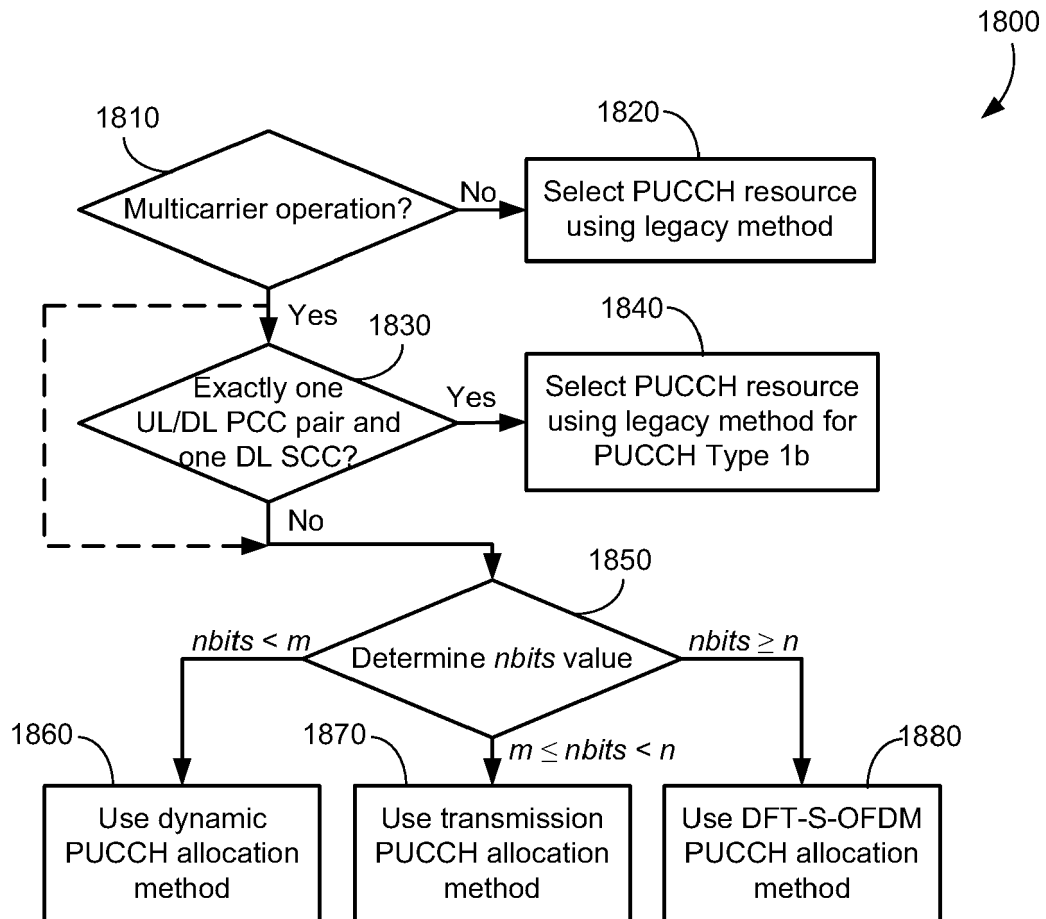 1800
1810
1820
Multicarrier operation?
No
Select PUCCH resource
using legacy method
Yes
1830
1840
Exactly one
UL/DL PCC pair and
one DL SCC?
Yes
Select PUCCH resource
using legacy method for
PUCCH Type 1b
No
1850
nbits < m
Determine nbits value
nbits ≥ n
m ≤ nbits < n
1860
Use dynamic
PUCCH allocation
method
1870
Use transmission
PUCCH allocation
method
1880
Use DFT-S-OFDM
PUCCH allocation
method